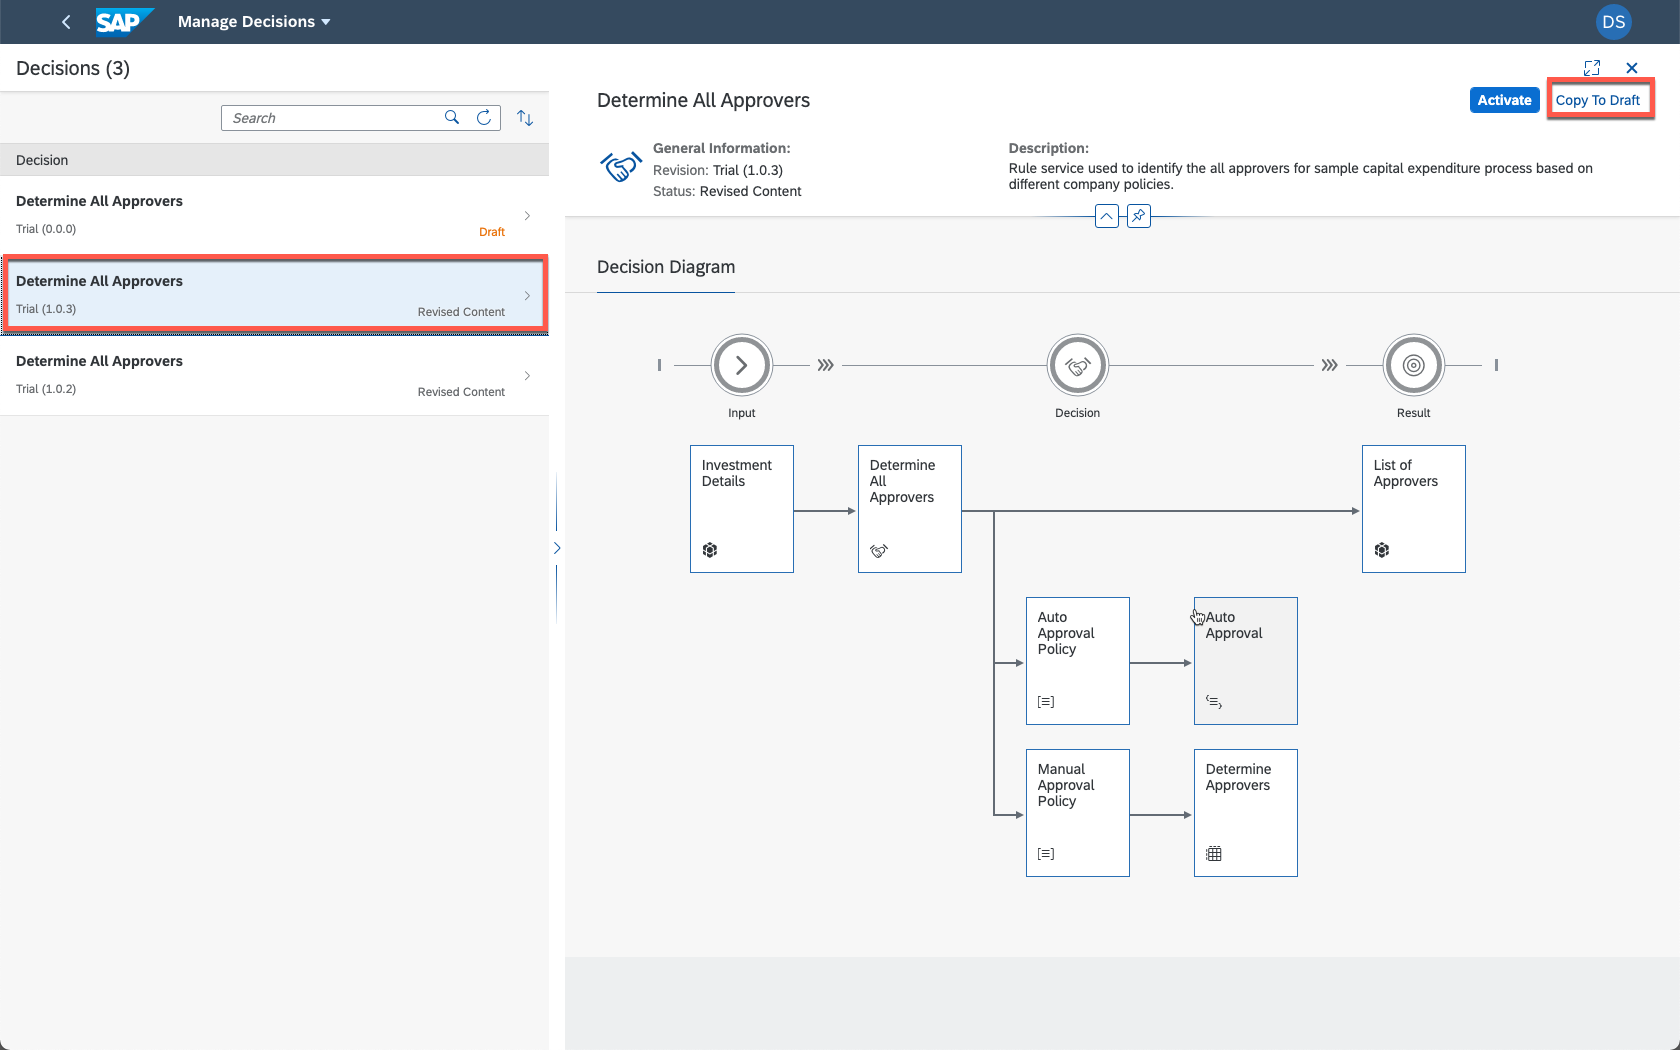 SAP
Manage Decisions
DS
Decisions (3)
Search
Decision
Determine All Approvers
Trial (0.0.0)
Draft
Determine All Approvers
Trial (1.0.3)
Revised Content
Determine All Approvers
Trial (1.0.2)
Revised Content
Determine All Approvers
Activate
Copy To Draft
General Information:
Revision: Trial (1.0.3)
Status: Revised Content
Description:
Rule service used to identify the all approvers for sample capital expenditure process based on
different company policies.
Decision Diagram
Input
Decision
Result
Investment
Details
Determine
All
Approvers
List of
Approvers
Auto
Approval
Policy
Auto
Approval
Manual
Approval
Policy
Determine
Approvers